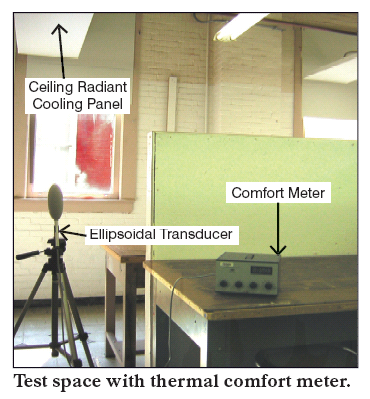 Ceiling Radiant
Cooling Panel
Comfort Meter
Ellipsoidal Transducer
Test space with thermal comfort meter.